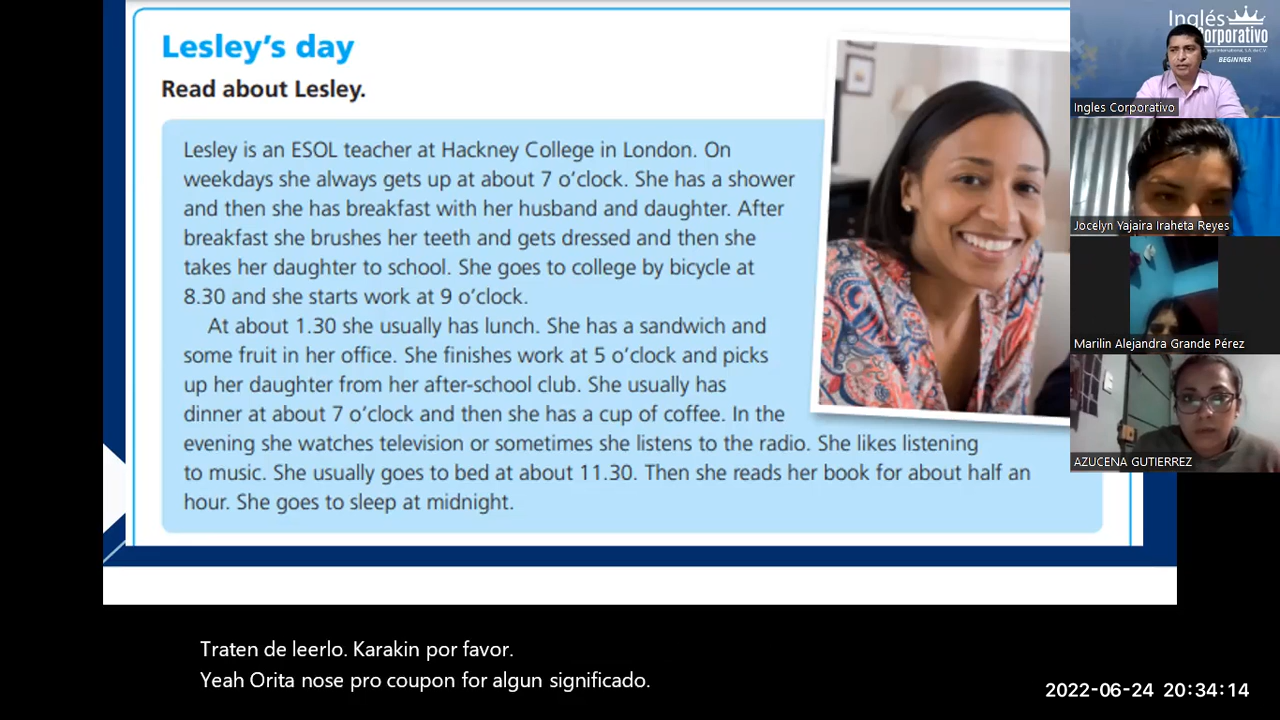 Lesley's day
Read about Lesley.
Lesley is an ESOL teacher at Hackney College in London. On
weekdays she always gets up at about 7 o'clock. She has a shower
and then she has breakfast with her husband and daughter. After
breakfast she brushes her teeth and gets dressed and then she
takes her daughter to school. She goes to college by bicycle at
8.30 and she starts work at 9 o'clock.
At about 1.30 she usually has lunch. She has a sandwich and
some fruit in her office. She finishes work at 5 o'clock and picks
up her daughter from her after-school club. She usually has
dinner at about 7 o'clock and then she has a cup of coffee. In the
evening she watches television or sometimes she listens to the radio. She likes listening
to music. She usually goes to bed at about 11.30. Then she reads her book for about half an
hour. She goes to sleep at midnight.
Inglés
Corporativo
BEGINNER
Ingles Corporativo
Jocelyn Yajaira Iraheta Reyes
Marilin Alejandra Grande Pérez
AZUCENA GUTIERREZ
Traten de leerlo. Karakin por favor.
Yeah Orita nose pro coupon for algun significado.
2022-06-24 20:34:14